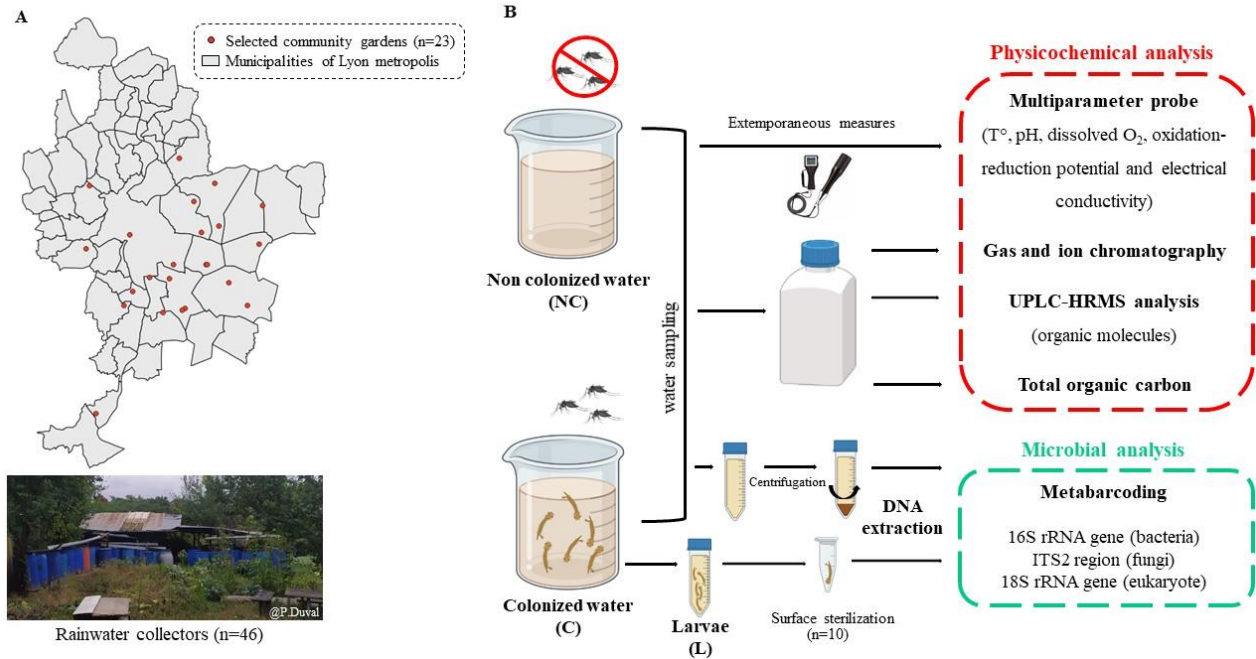 A
Selected community gardens (n=23)
Municipalities of Lyon metropolis
@P.Duval
Rainwater collectors (n=46)
B
Non colonized water
(NC)
Colonized water
(C)
water sampling
Extemporaneous measures
Centrifugation
DNA
extraction
Larvae
(L)
Surface sterilization
(n=10)
Physicochemical analysis
Multiparameter probe
(T°, pH, dissolved O₂, oxidation-
reduction potential and electrical
conductivity)
Gas and ion chromatography
UPLC-HRMS analysis
(organic molecules)
Total organic carbon
Microbial analysis
Metabarcoding
16S rRNA gene (bacteria)
ITS2 region (fungi)
18S rRNA gene (eukaryote)